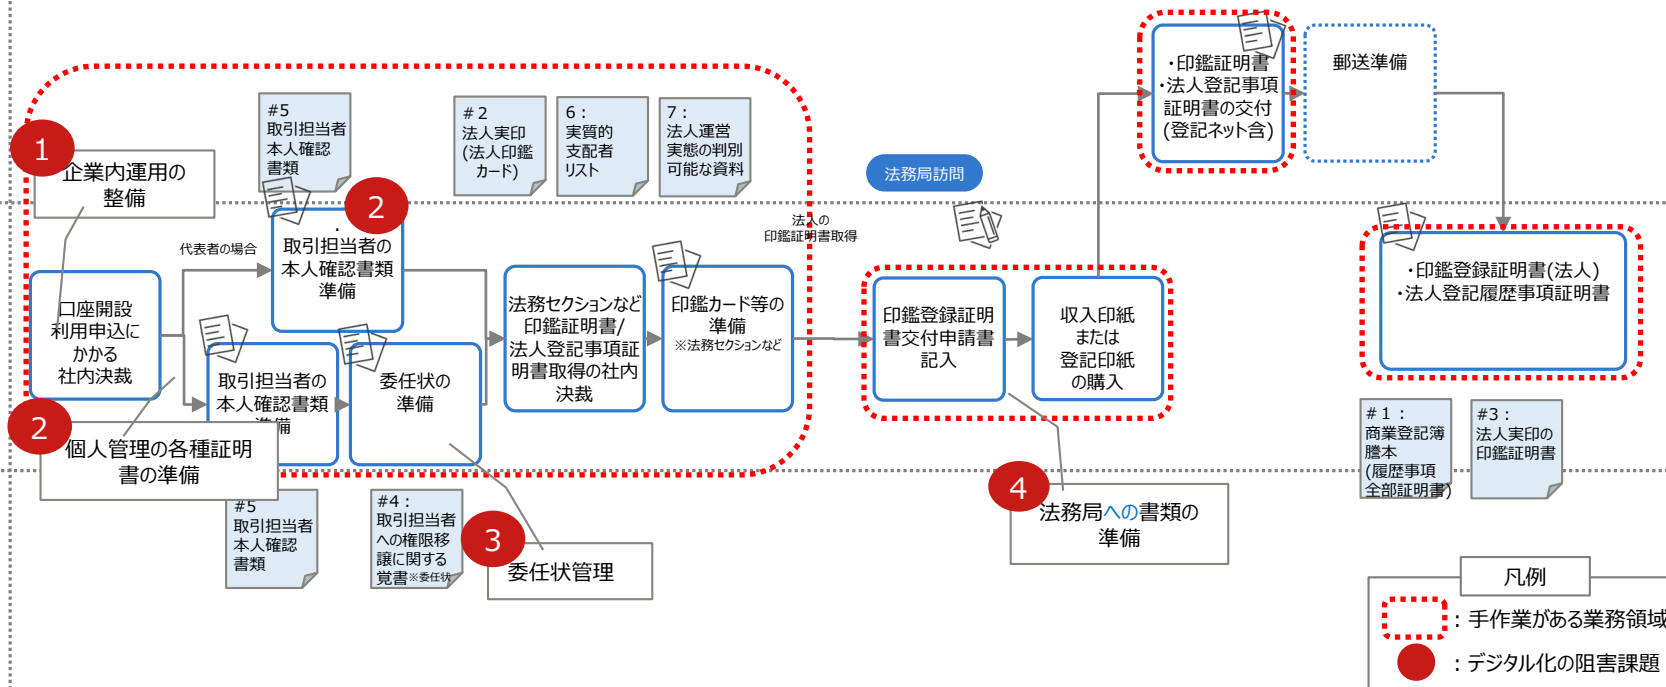 ・印鑑証明書
・法人登記事項
証明書の交付
(登記ネット含)
郵送準備
1
企業内運用の
整備
#5
取引担当者
本人確認
書類
#2
法人実印
(法人印鑑
カード)
6：
実質的
支配者
リスト
7：
法人運営
実態の判別
可能な資料
法務局訪問
2
代表者の場合
取引担当者の
本人確認書類
準備
法人の
印鑑証明書取得
口座開設
利用申込に
かかる
社内決裁
取引担当者の
本人確認書類
準備
委任状の
準備
法務セクションなど
印鑑証明書/
法人登記事項証
明書取得の社内
決裁
印鑑カード等の
準備
※法務セクションなど
印鑑登録証明
書交付申請書
記入
収入印紙
または
登記印紙
の購入
・印鑑登録証明書(法人)
・法人登記履歴事項証明書
2
個人管理の各種証明
書の準備
#5
取引担当者
本人確認
書類
#4：
取引担当者
への権限移
譲に関する
覚書※委任状
3
委任状管理
4
法務局への書類の
準備
#1：
商業登記簿
謄本
(履歴事項
全部証明書)
#3：
法人実印の
印鑑証明書
凡例
：手作業がある業務領域
：デジタル化の阻害課題